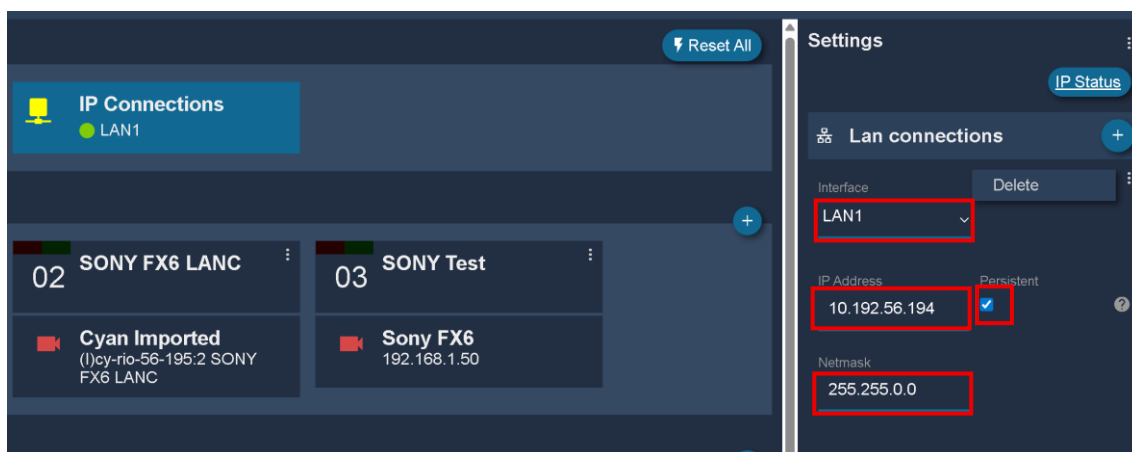 Reset All
IP Connections
LAN1
02
SONY FX6 LANC
Cyan Imported
(I)cy-rio-56-195:2 SONY
FX6 LANC
03
SONY Test
Sony FX6
192.168.1.50
Settings
IP Status
Lan connections
Interface
Delete
LAN1
IP Address
Persistent
10.192.56.194
Netmask
255.255.0.0